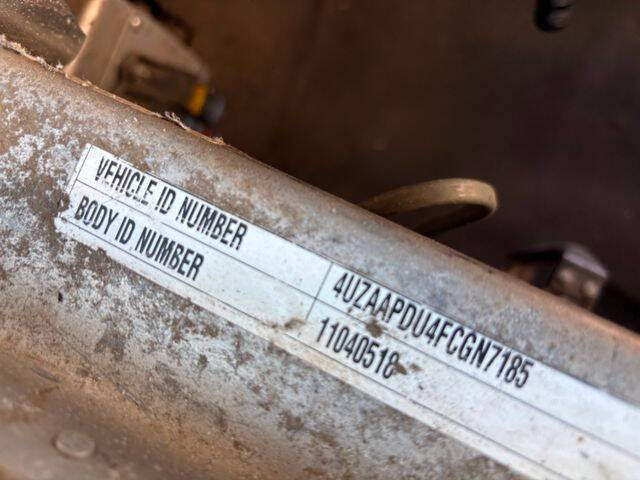 VEHICLE ID NUMBER 4UZAAPDU4FCGN7185
BODY ID NUMBER 11040518